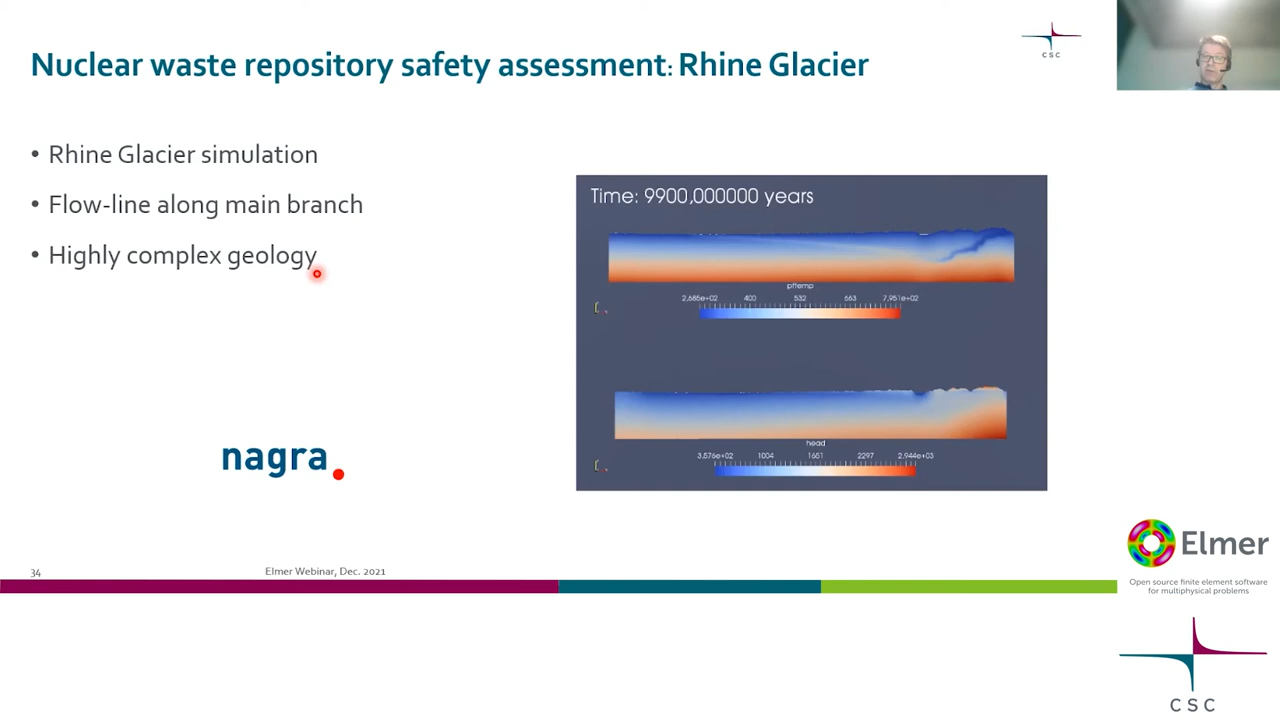 CSC
Nuclear waste repository safety assessment: Rhine Glacier
• Rhine Glacier simulation
• Flow-line along main branch
• Highly complex geology
Time: 9900,000000 years
pftemp
2,685e+02 400 532 663 7,951e+02
head
3,576e+02 1004 1651 2297 2,944e+03
nagra.
34
Elmer Webinar, Dec. 2021
Elmer
Open source finite element software
for multiphysical problems
CSC